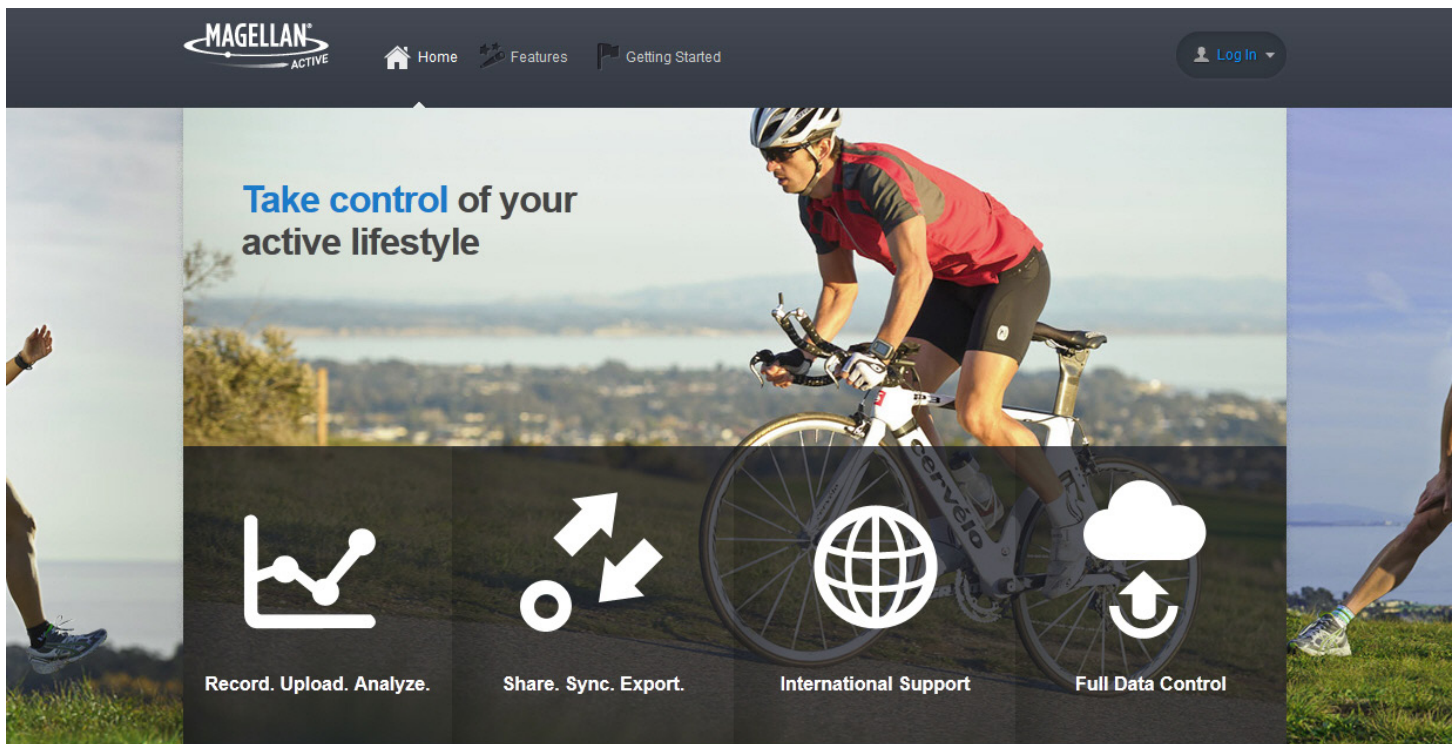 MAGELLAN®
ACTIVE
Home
Features
Getting Started
Log In
Take control of your
active lifestyle
cervélo
Record. Upload. Analyze.
Share. Sync. Export.
International Support
Full Data Control